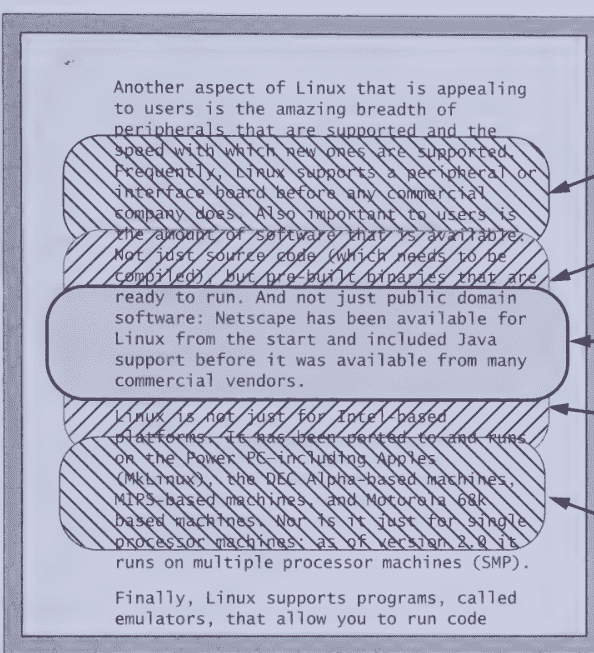 Another aspect of Linux that is appealing
to users is the amazing breadth of
peripherals that are supported and the
speed with which new ones are supported.
Frequently, Linux supports a peripheral or
interface board before any commercial
company does. Also important to users is
the amount of software that is available.
Not just source code (which needs to be
compiled), but pre-built binaries that are
ready to run. And not just public domain
software: Netscape has been available for
Linux from the start and included Java
support before it was available from many
commercial vendors.
Linux is not just for Intel-based
platforms. It has been ported to and runs
on the Power PC-including Apples
(MkLinux), the DEC Alpha-based machines,
MIPS-based machines, and Motorola 68k
based machines. Nor is it just for single
processor machines: as of version 2.0 it
runs on multiple processor machines (SMP).
Finally, Linux supports programs, called
emulators, that allow you to run code